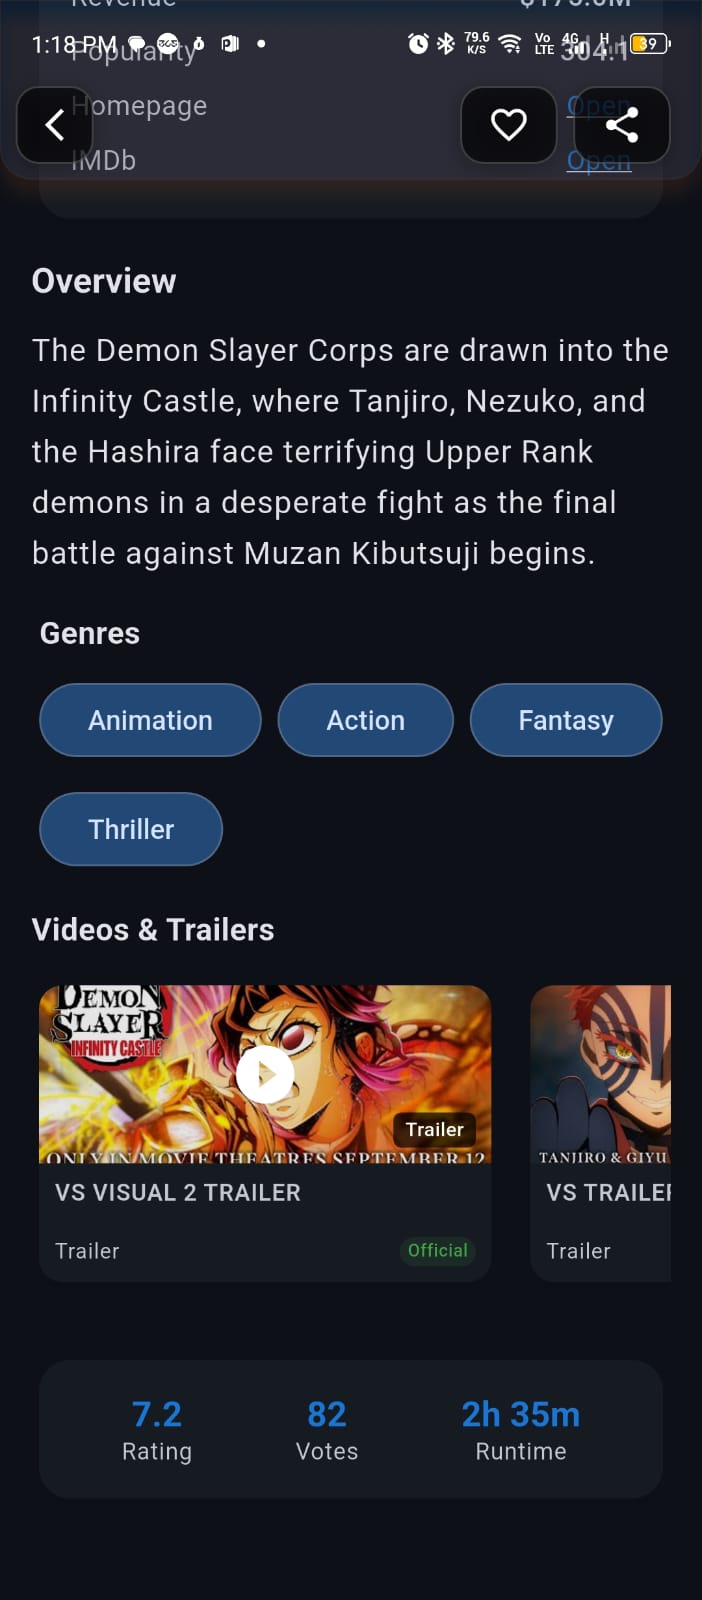 Revenue $175.6M
1:18 PM 79.6 K/S Vo LTE 4G H 39
Popularity 304.1
Homepage Open
IMDb Open
Overview
The Demon Slayer Corps are drawn into the
Infinity Castle, where Tanjiro, Nezuko, and
the Hashira face terrifying Upper Rank
demons in a desperate fight as the final
battle against Muzan Kibutsuji begins.
Genres
Animation Action Fantasy
Thriller
Videos & Trailers
DEMON
SLAYER
INFINITY CASTLE
Trailer
ONLY IN MOVIE THEATRES SEPTEMBER 12
TANJIRO & GIYU
VS VISUAL 2 TRAILER
VS TRAILER
Trailer Official
Trailer
7.2 82 2h 35m
Rating Votes Runtime